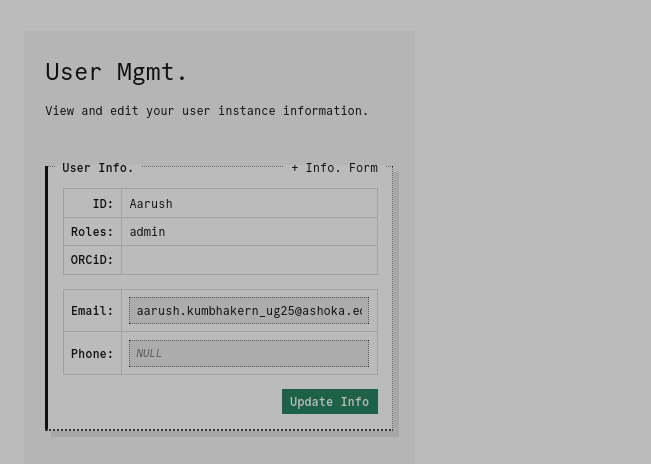 User Mgmt.
View and edit your user instance information.
User Info. + Info. Form
ID: Aarush
Roles: admin
ORCiD:
Email: aarush.kumbhakern_ug25@ashoka.ec
Phone: NULL
Update Info